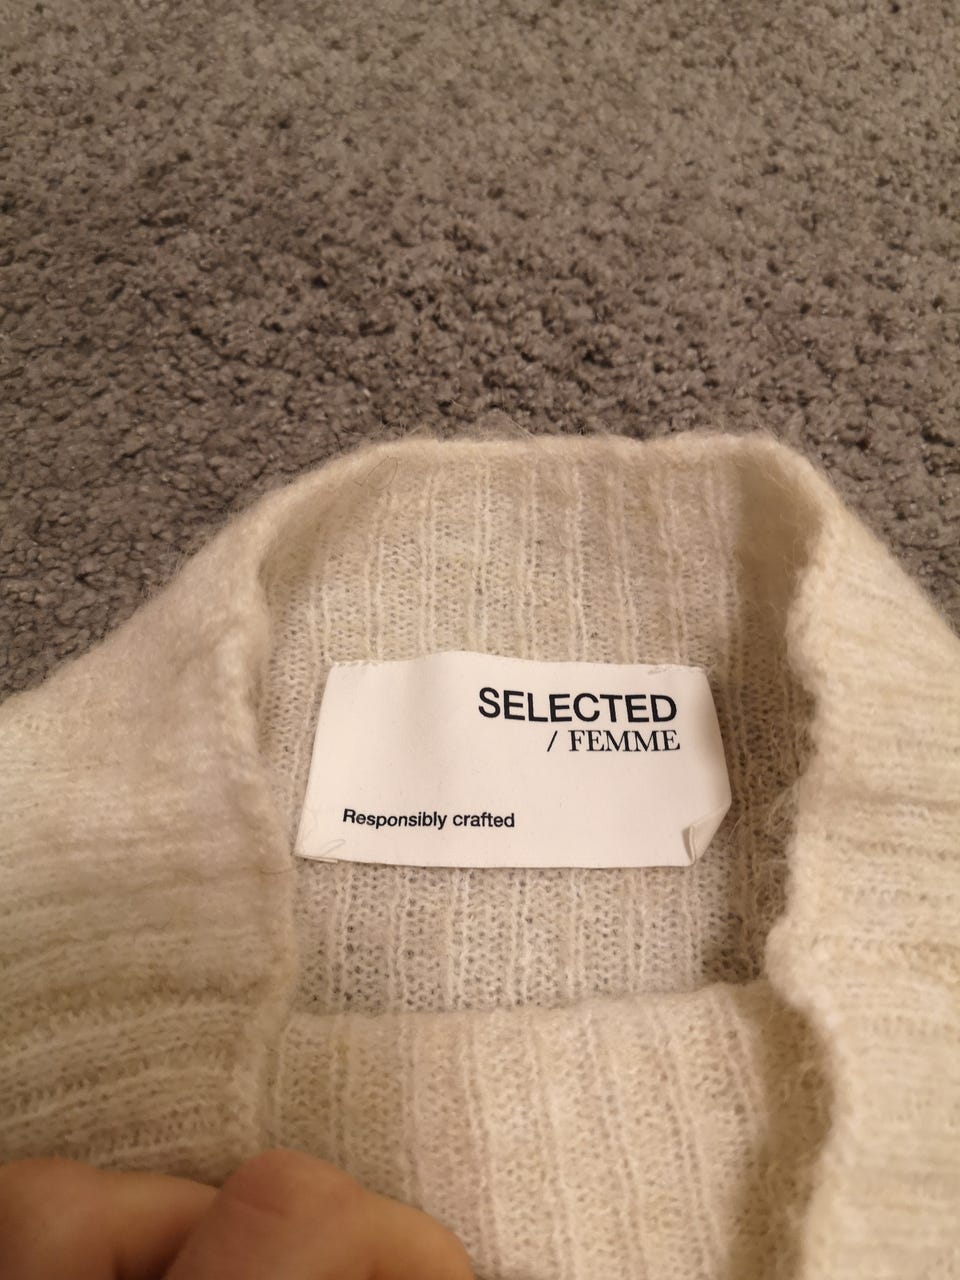 SELECTED
/ FEMME
Responsibly crafted